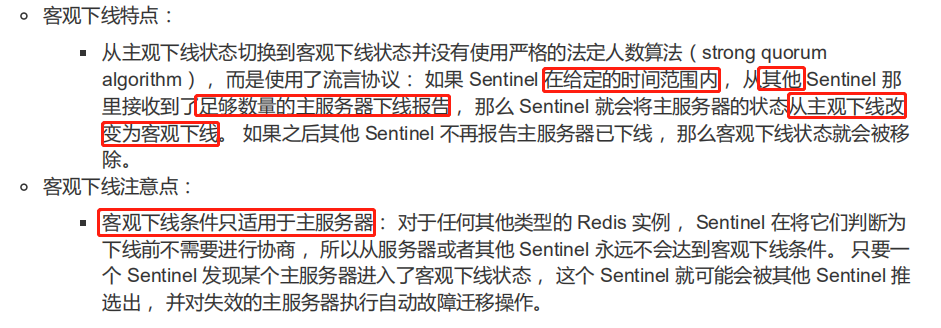 客观下线特点：
从主观下线状态切换到客观下线状态并没有使用严格的法定人数算法（strong quorum
algorithm），而是使用了流言协议：如果 Sentinel 在给定的时间范围内，从其他 Sentinel 那
里接收到了足够数量的主服务器下线报告，那么 Sentinel 就会将主服务器的状态从主观下线改
变为客观下线。如果之后其他 Sentinel 不再报告主服务器已下线，那么客观下线状态就会被移
除。
客观下线注意点：
客观下线条件只适用于主服务器：对于任何其他类型的 Redis 实例，Sentinel 在将它们判断为
下线前不需要进行协商，所以从服务器或者其他 Sentinel 永远不会达到客观下线条件。只要一
个 Sentinel 发现某个主服务器进入了客观下线状态，这个 Sentinel 就可能会被其他 Sentinel 推
选出，并对失效的主服务器执行自动故障迁移操作。